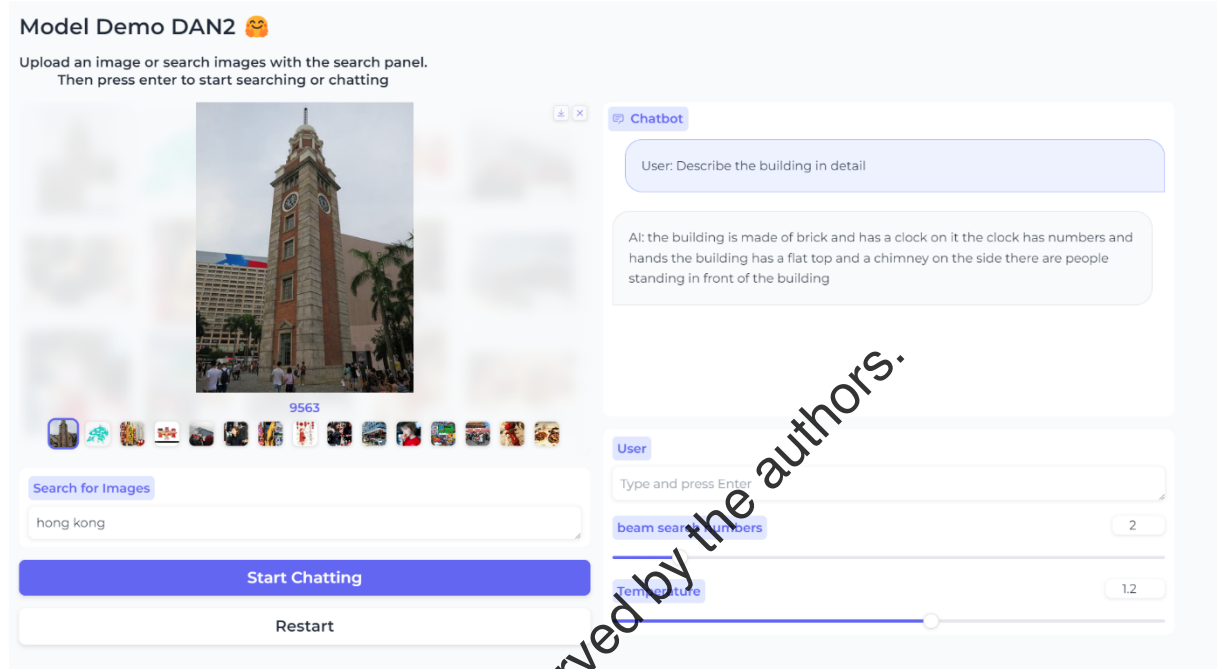 Model Demo DAN2 🤗
Upload an image or search images with the search panel.
Then press enter to start searching or chatting
9563
Search for Images
hong kong
Start Chatting
Restart
Chatbot
User: Describe the building in detail
AI: the building is made of brick and has a clock on it the clock has numbers and
hands the building has a flat top and a chimney on the side there are people
standing in front of the building
User
Type and press Enter
beam search numbers
2
Temperature
1.2
by the authors.